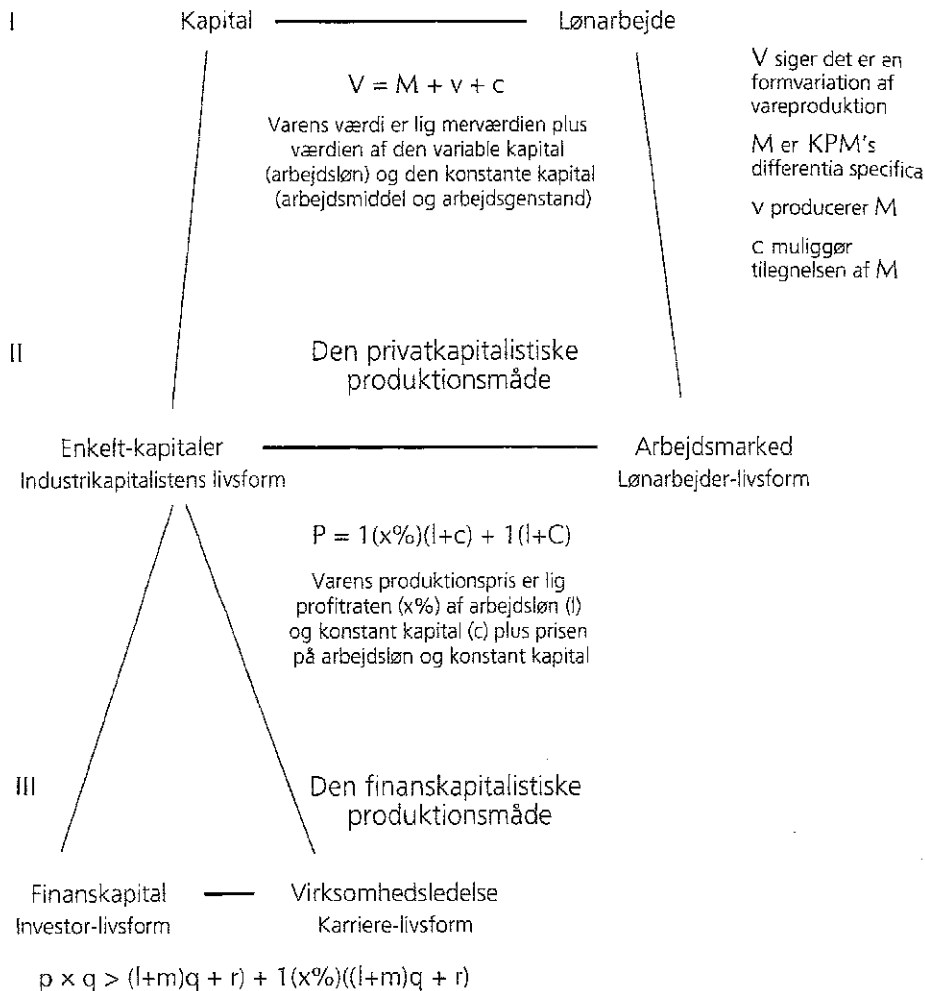 I
Kapital
Lønarbejde
V = M + v + c
Varens værdi er lig merværdien plus
værdien af den variable kapital
(arbejdsløn) og den konstante kapital
(arbejdsmiddel og arbejdsgenstand)
V siger det er en
formvariation af
vareproduktion
M er KPM's
differentia specifica
v producerer M
c muliggør
tilegnelsen af M
II
Den privatkapitalistiske
produktionsmåde
Enkelt-kapitaler
Industrikapitalistens livsform
Arbejdsmarked
Lønarbejder-livsform
P = 1(x%)(l+c) + 1(l+C)
Varens produktionspris er lig
profitraten (x%) af arbejdsløn (l)
og konstant kapital (c) plus prisen
på arbejdsløn og konstant kapital
III
Den finanskapitalistiske
produktionsmåde
Finanskapital
Investor-livsform
Virksomhedsledelse
Karriere-livsform
p × q > (l+m)q + r) + 1(x%)((l+m)q + r)